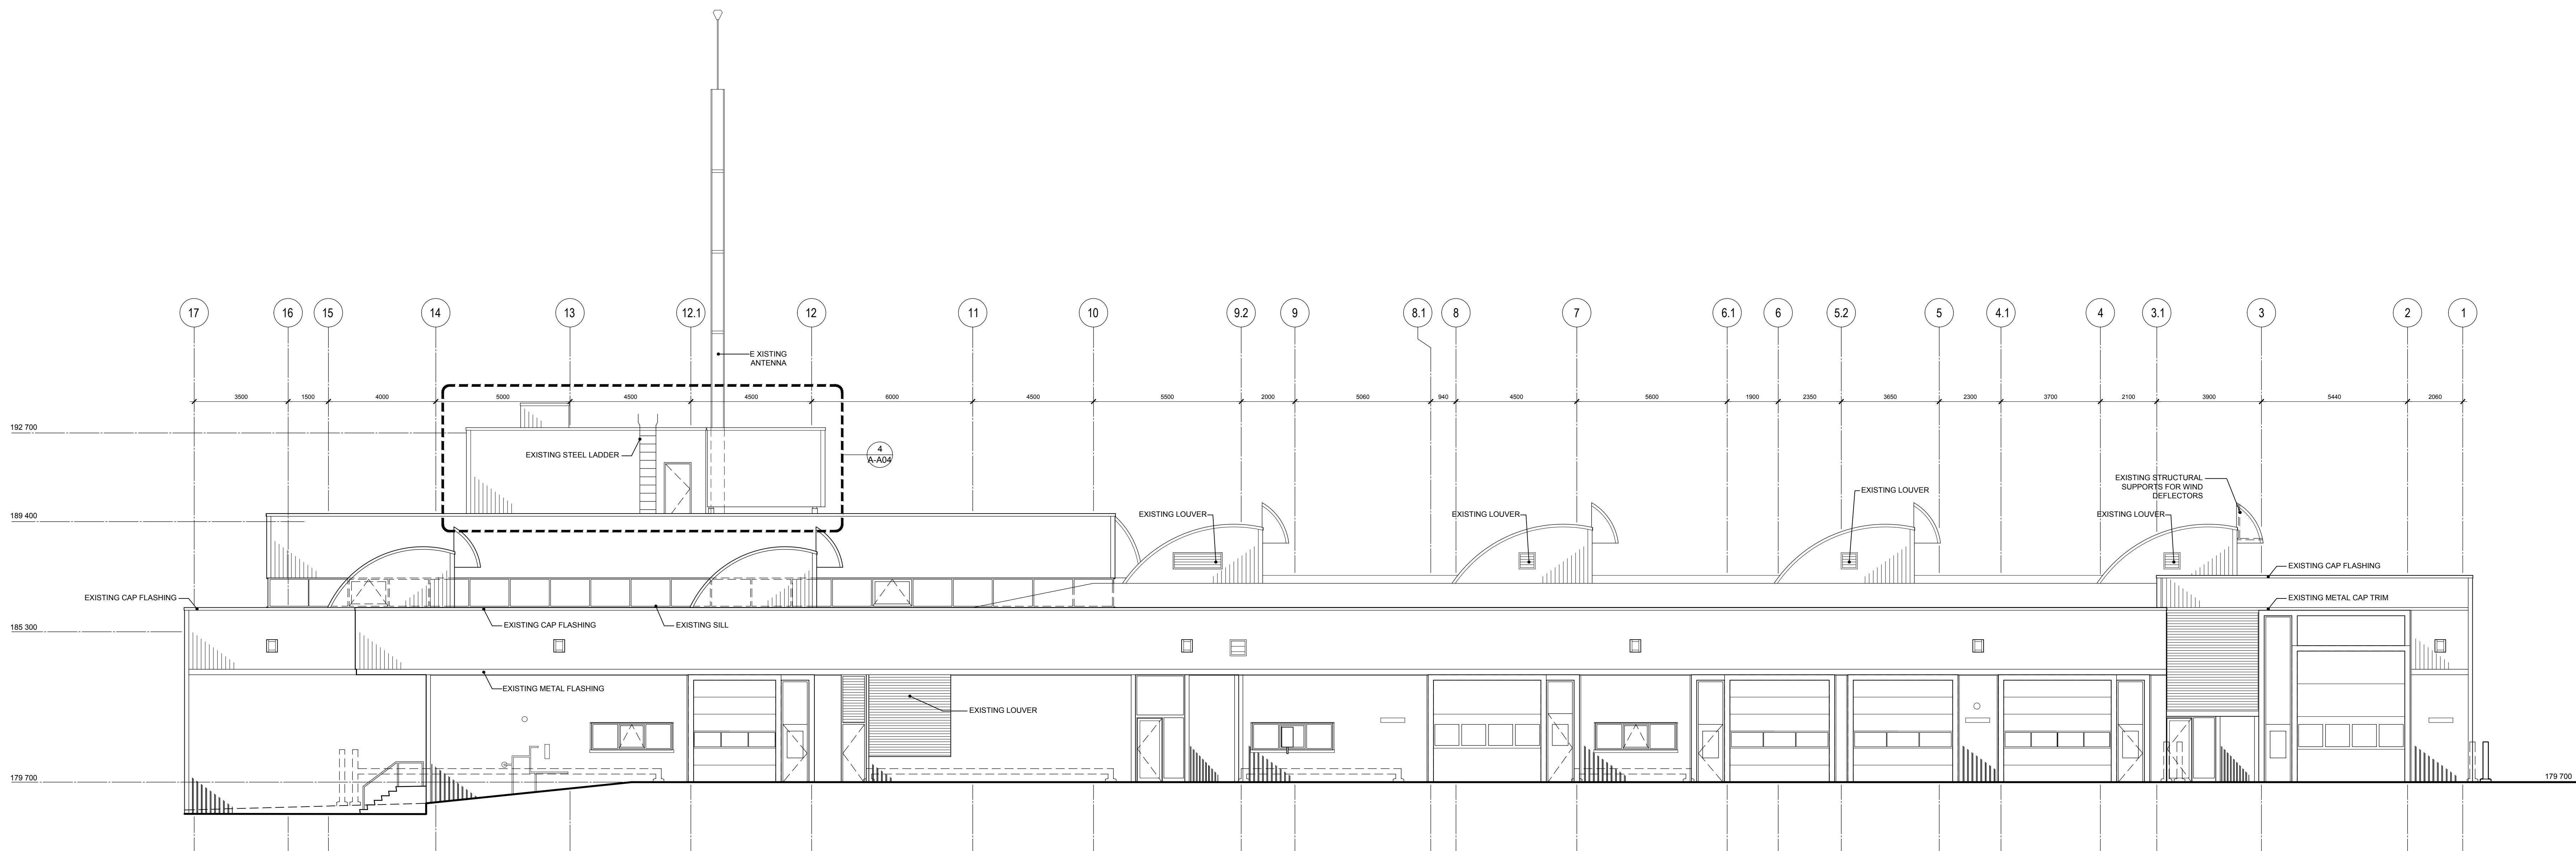 17 16 15 14 13 12.1 12 11 10 9.2 9 8.1 8 7 6.1 6 5.2 5 4.1 4 3.1 3 2 1
E XISTING
ANTENNA
3500 1500 4000 5000 4500 4500 6000 4500 5500 2000 5060 940 4500 5600 1900 2350 3650 2300 3700 2100 3900 5440 2060
192 700
EXISTING STEEL LADDER
4
A-A04
EXISTING STRUCTURAL
SUPPORTS FOR WIND
DEFLECTORS
EXISTING LOUVER
189 400
EXISTING LOUVER
EXISTING LOUVER
EXISTING LOUVER
EXISTING CAP FLASHING
EXISTING CAP FLASHING
EXISTING METAL CAP TRIM
185 300
EXISTING CAP FLASHING
EXISTING SILL
EXISTING METAL FLASHING
EXISTING LOUVER
179 700
179 700